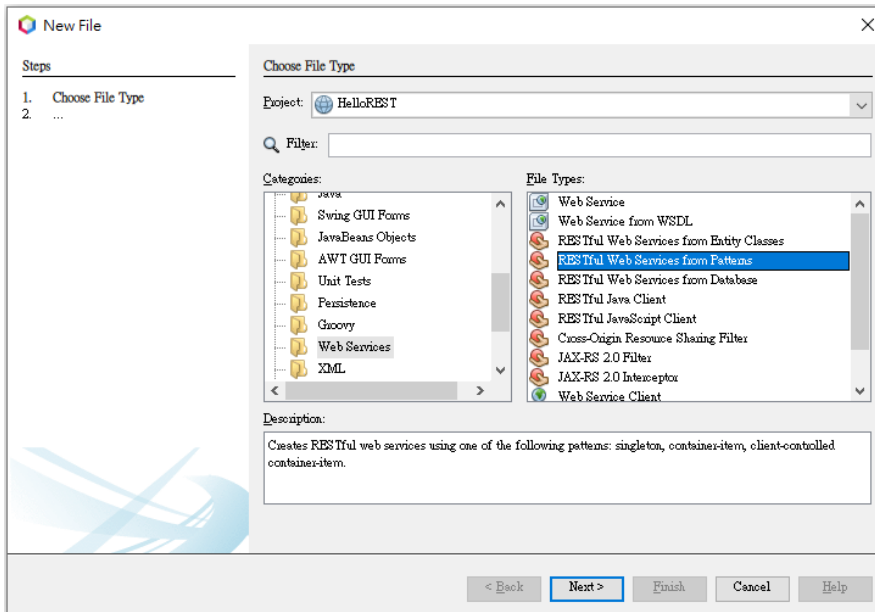 New File
Steps
1. Choose File Type
2. ...
Choose File Type
Project: HelloREST
Filter:
Categories:
Java
Swing GUI Forms
JavaBeans Objects
AWT GUI Forms
Unit Tests
Persistence
Groovy
Web Services
XML
File Types:
Web Service
Web Service from WSDL
RESTful Web Services from Entity Classes
RESTful Web Services from Patterns
RESTful Web Services from Database
RESTful Java Client
RESTful JavaScript Client
Cross-Origin Resource Sharing Filter
JAX-RS 2.0 Filter
JAX-RS 2.0 Interceptor
Web Service Client
Description:
Creates RESTful web services using one of the following patterns: singleton, container-item, client-controlled
container-item.
< Back Next > Finish Cancel Help